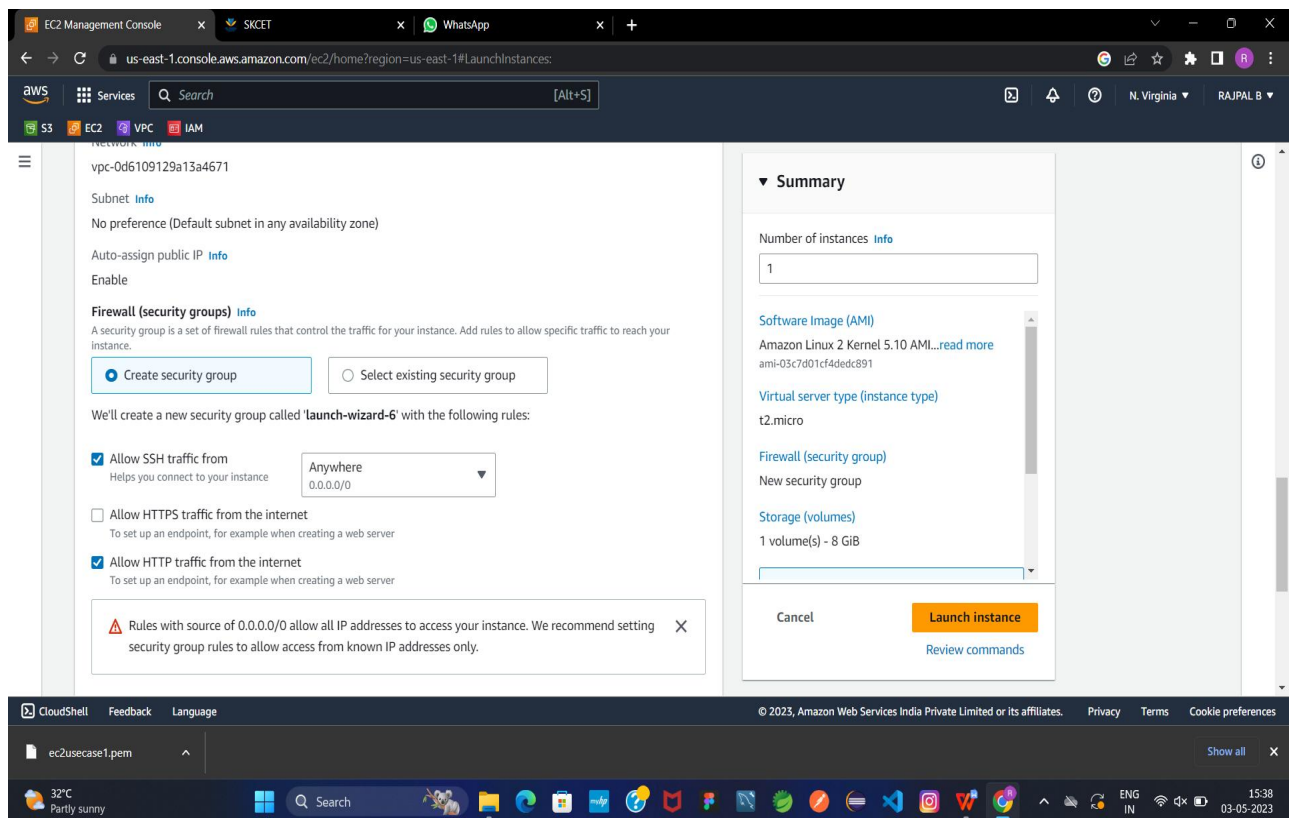 EC2 Management Console
SKCET
WhatsApp
us-east-1.console.aws.amazon.com/ec2/home?region=us-east-1#LaunchInstances:
R
aws
Services
Search
[Alt+S]
N. Virginia
RAJPAL B
S3
EC2
VPC
IAM
Network Info
vpc-0d6109129a13a4671
Subnet Info
No preference (Default subnet in any availability zone)
Auto-assign public IP Info
Enable
Firewall (security groups) Info
A security group is a set of firewall rules that control the traffic for your instance. Add rules to allow specific traffic to reach your
instance.
Create security group
Select existing security group
We'll create a new security group called 'launch-wizard-6' with the following rules:
Allow SSH traffic from
Helps you connect to your instance
Anywhere
0.0.0.0/0
Allow HTTPS traffic from the internet
To set up an endpoint, for example when creating a web server
Allow HTTP traffic from the internet
To set up an endpoint, for example when creating a web server
Rules with source of 0.0.0.0/0 allow all IP addresses to access your instance. We recommend setting
security group rules to allow access from known IP addresses only.
Summary
Number of instances Info
1
Software Image (AMI)
Amazon Linux 2 Kernel 5.10 AMI...read more
ami-03c7d01cf4dedc891
Virtual server type (instance type)
t2.micro
Firewall (security group)
New security group
Storage (volumes)
1 volume(s) - 8 GiB
Cancel
Launch instance
Review commands
CloudShell
Feedback
Language
© 2023, Amazon Web Services India Private Limited or its affiliates.
Privacy
Terms
Cookie preferences
ec2usecase1.pem
Show all
32°C
Partly sunny
Search
ENG
IN
15:38
03-05-2023